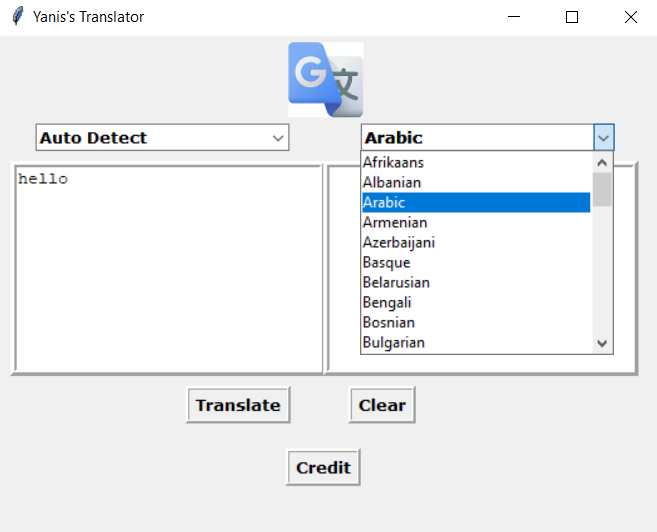 Yanis's Translator
G 文
Auto Detect
Arabic
hello
Afrikaans
Albanian
Arabic
Armenian
Azerbaijani
Basque
Belarusian
Bengali
Bosnian
Bulgarian
Translate
Clear
Credit